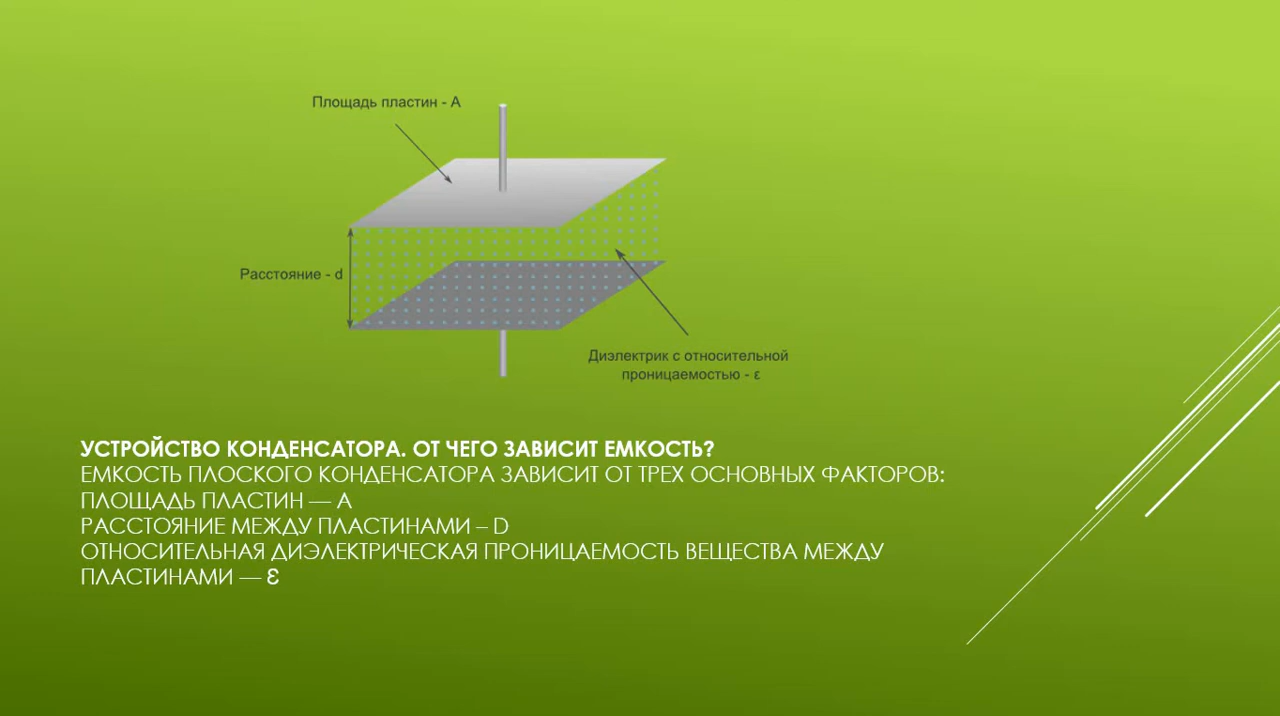 Площадь пластин - A
Расстояние - d
Диэлектрик с относительной
проницаемостью - ε
УСТРОЙСТВО КОНДЕНСАТОРА. ОТ ЧЕГО ЗАВИСИТ ЕМКОСТЬ?
ЕМКОСТЬ ПЛОСКОГО КОНДЕНСАТОРА ЗАВИСИТ ОТ ТРЕХ ОСНОВНЫХ ФАКТОРОВ:
ПЛОЩАДЬ ПЛАСТИН — А
РАССТОЯНИЕ МЕЖДУ ПЛАСТИНАМИ – D
ОТНОСИТЕЛЬНАЯ ДИЭЛЕКТРИЧЕСКАЯ ПРОНИЦАЕМОСТЬ ВЕЩЕСТВА МЕЖДУ
ПЛАСТИНАМИ — Ɛ